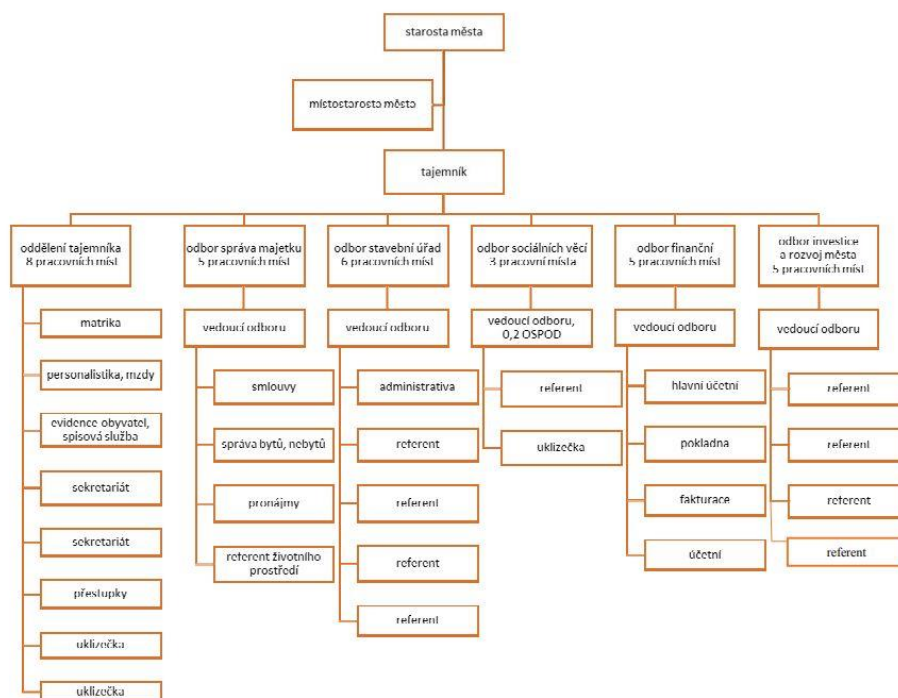 starosta města
místostarosta města
tajemník
oddělení tajemníka
8 pracovních míst
matrika
personalistika, mzdy
evidence obyvatel,
spisová služba
sekretariát
sekretariát
přestupky
uklizečka
uklizečka
odbor správa majetku
5 pracovních míst
vedoucí odboru
smlouvy
správa bytů, nebytů
pronájmy
referent životního
prostředí
odbor stavební úřad
6 pracovních míst
vedoucí odboru
administrativa
referent
referent
referent
referent
odbor sociálních věcí
3 pracovní místa
vedoucí odboru,
0,2 OSPOD
referent
uklizečka
odbor finanční
5 pracovních míst
vedoucí odboru
hlavní účetní
pokladna
fakturace
účetní
odbor investice
a rozvoj města
5 pracovních míst
vedoucí odboru
referent
referent
referent
referent